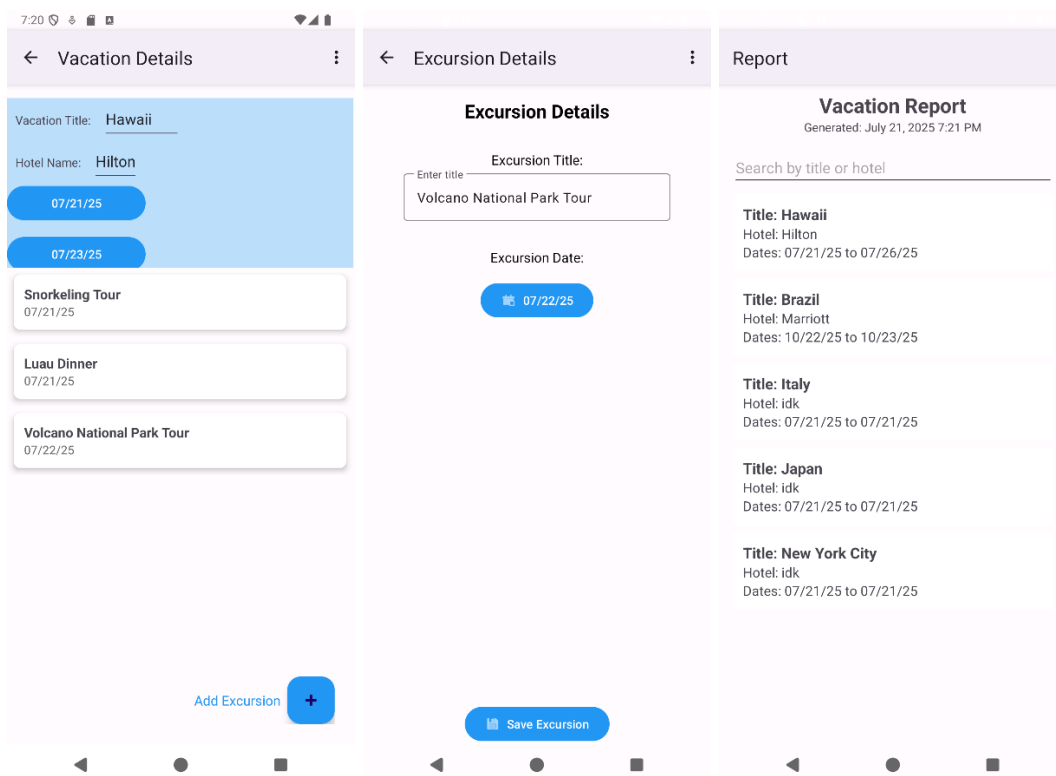 7:20
Vacation Details
Vacation Title: Hawaii
Hotel Name: Hilton
07/21/25
07/23/25
Snorkeling Tour
07/21/25
Luau Dinner
07/21/25
Volcano National Park Tour
07/22/25
Add Excursion +
Excursion Details
Excursion Details
Excursion Title:
Enter title
Volcano National Park Tour
Excursion Date:
07/22/25
Save Excursion
Report
Vacation Report
Generated: July 21, 2025 7:21 PM
Search by title or hotel
Title: Hawaii
Hotel: Hilton
Dates: 07/21/25 to 07/26/25
Title: Brazil
Hotel: Marriott
Dates: 10/22/25 to 10/23/25
Title: Italy
Hotel: idk
Dates: 07/21/25 to 07/21/25
Title: Japan
Hotel: idk
Dates: 07/21/25 to 07/21/25
Title: New York City
Hotel: idk
Dates: 07/21/25 to 07/21/25